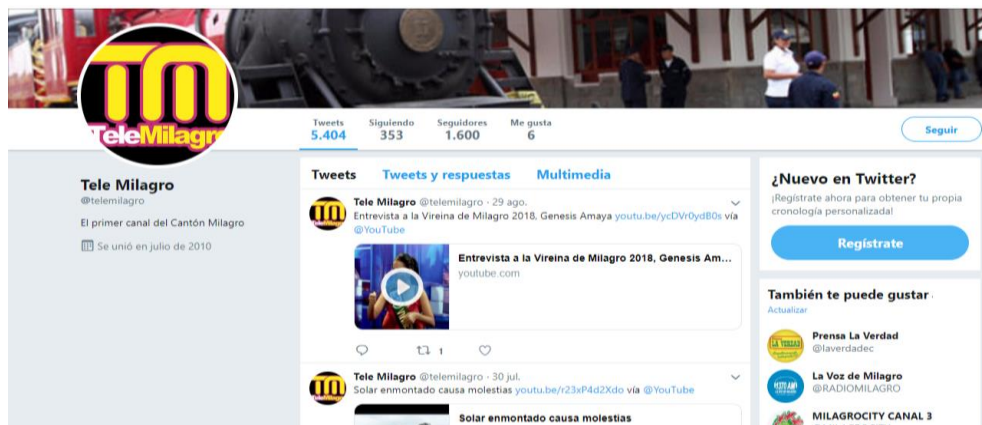 TM
TeleMilagro
Tweets Siguiendo Seguidores Me gusta
5.404 353 1.600 6
Seguir
Tele Milagro
@telemilagro
El primer canal del Cantón Milagro
Se unió en julio de 2010
Tweets Tweets y respuestas Multimedia
Tele Milagro @telemilagro - 29 ago.
Entrevista a la Vireina de Milagro 2018, Genesis Amaya youtu.be/ycDVr0ydB0s vía
@YouTube
Entrevista a la Vireina de Milagro 2018, Genesis Am...
youtube.com
1
Tele Milagro @telemilagro - 30 jul.
Solar enmontado causa molestias youtu.be/r23xP4d2Xdo vía @YouTube
Solar enmontado causa molestias
¿Nuevo en Twitter?
¡Regístrate ahora para obtener tu propia
cronología personalizada!
Regístrate
También te puede gustar
Actualizar
LA VERDAD
Prensa La Verdad
@laverdadec
La Voz de Milagro
@RADIOMILAGRO
MILAGROCITY CANAL 3